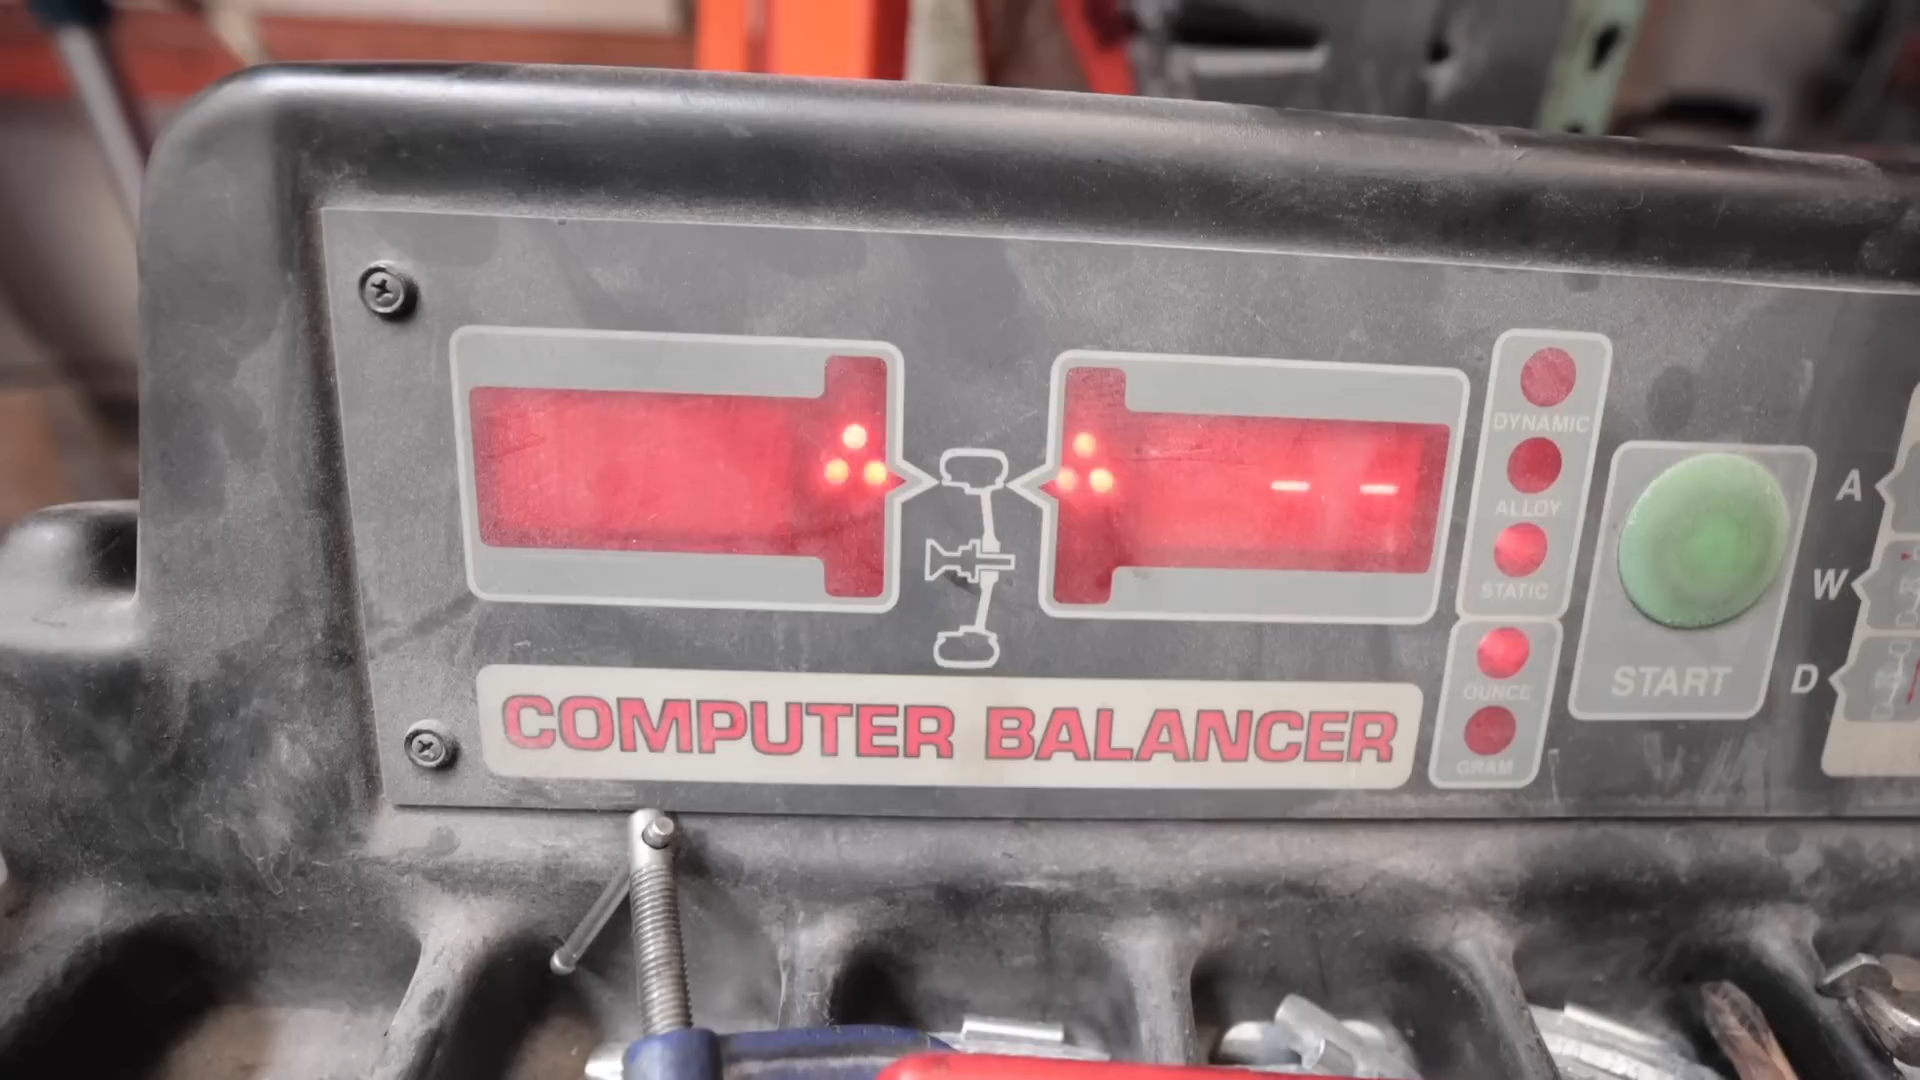 DYNAMIC
ALLOY
STATIC
OUNCE
GRAM
START
A
W
D
COMPUTER BALANCER
- -